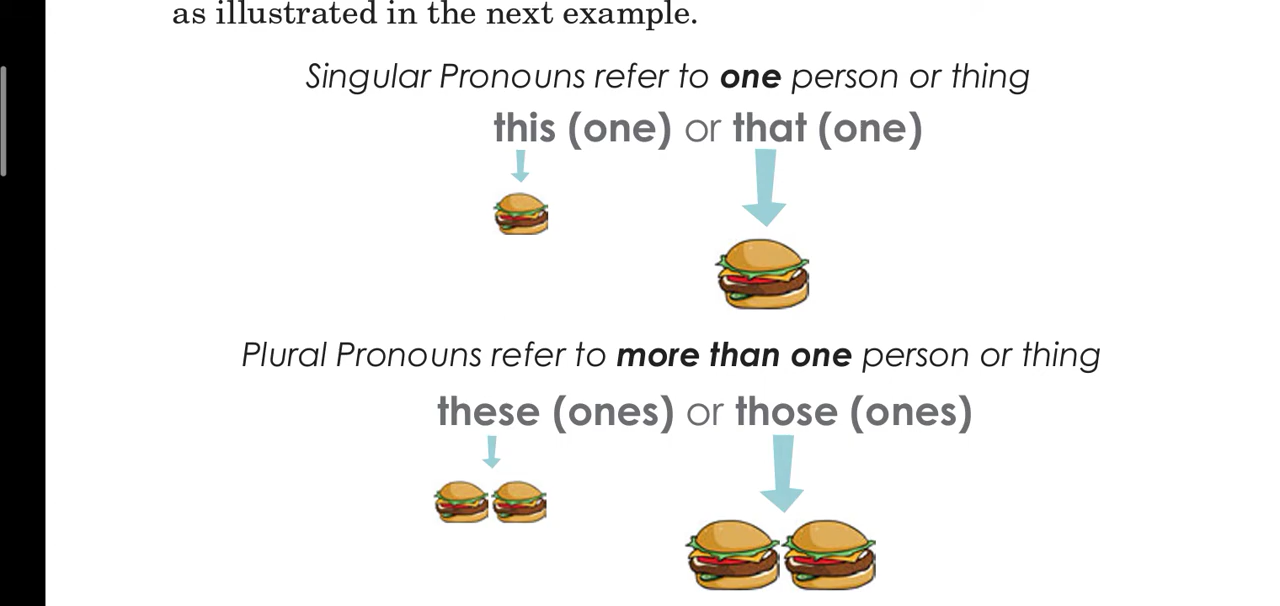 as illustrated in the next example.
Singular Pronouns refer to one person or thing
this (one) or that (one)
Plural Pronouns refer to more than one person or thing
these (ones) or those (ones)